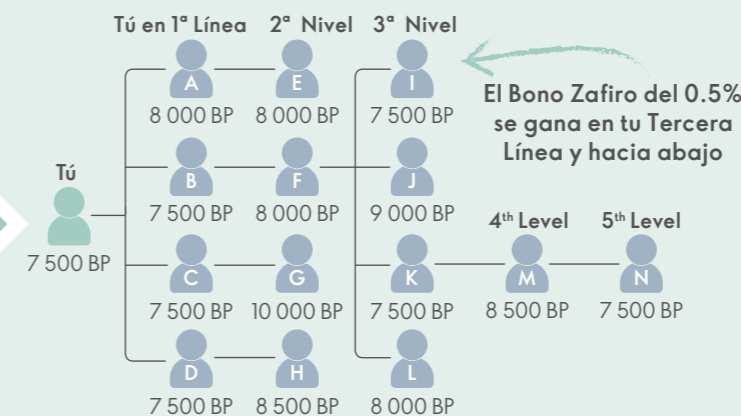 Tú en 1ª Línea 2ª Nivel 3ª Nivel
A E I
8 000 BP 8 000 BP 7 500 BP
El Bono Zafiro del 0.5%
se gana en tu Tercera
Línea y hacia abajo
Tú
7 500 BP
B F J
7 500 BP 8 000 BP 9 000 BP
4th Level 5th Level
C G K M N
7 500 BP 10 000 BP 7 500 BP 8 500 BP 7 500 BP
D H L
7 500 BP 8 500 BP 8 000 BP